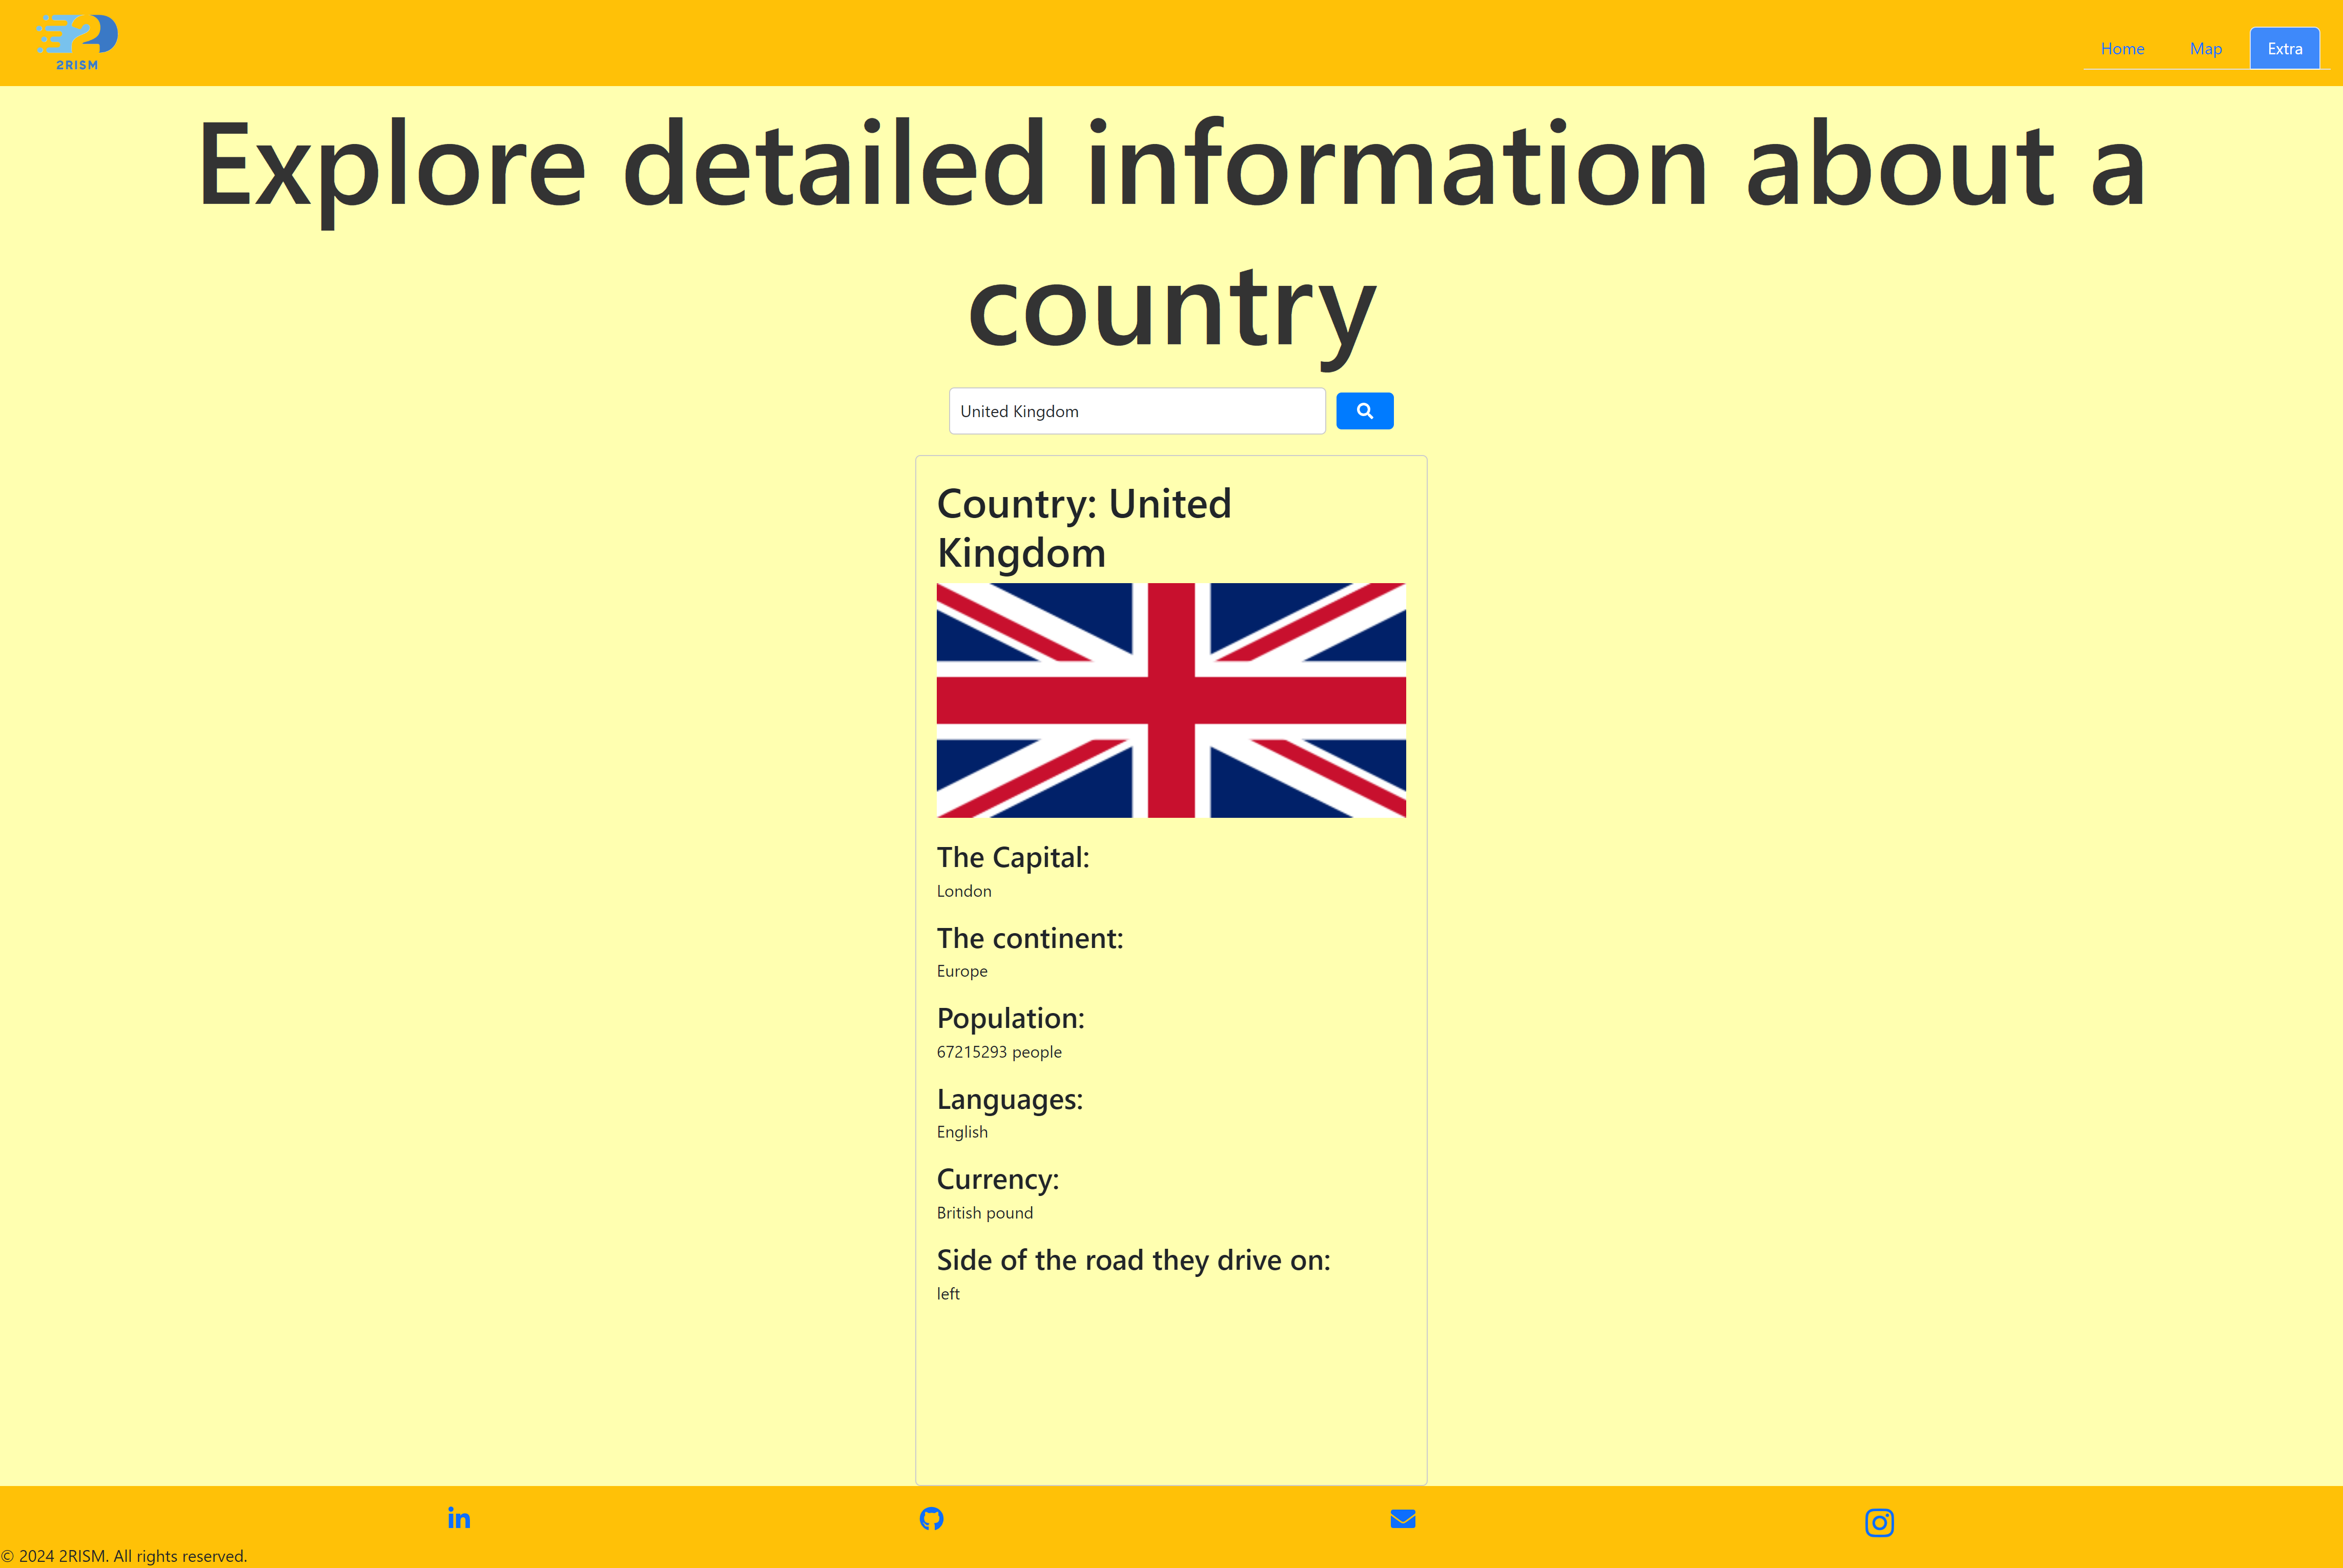 2RISM
Home Map Extra
Explore detailed information about a
country
United Kingdom
Country: United
Kingdom
The Capital:
London
The continent:
Europe
Population:
67215293 people
Languages:
English
Currency:
British pound
Side of the road they drive on:
left
in
© 2024 2RISM. All rights reserved.